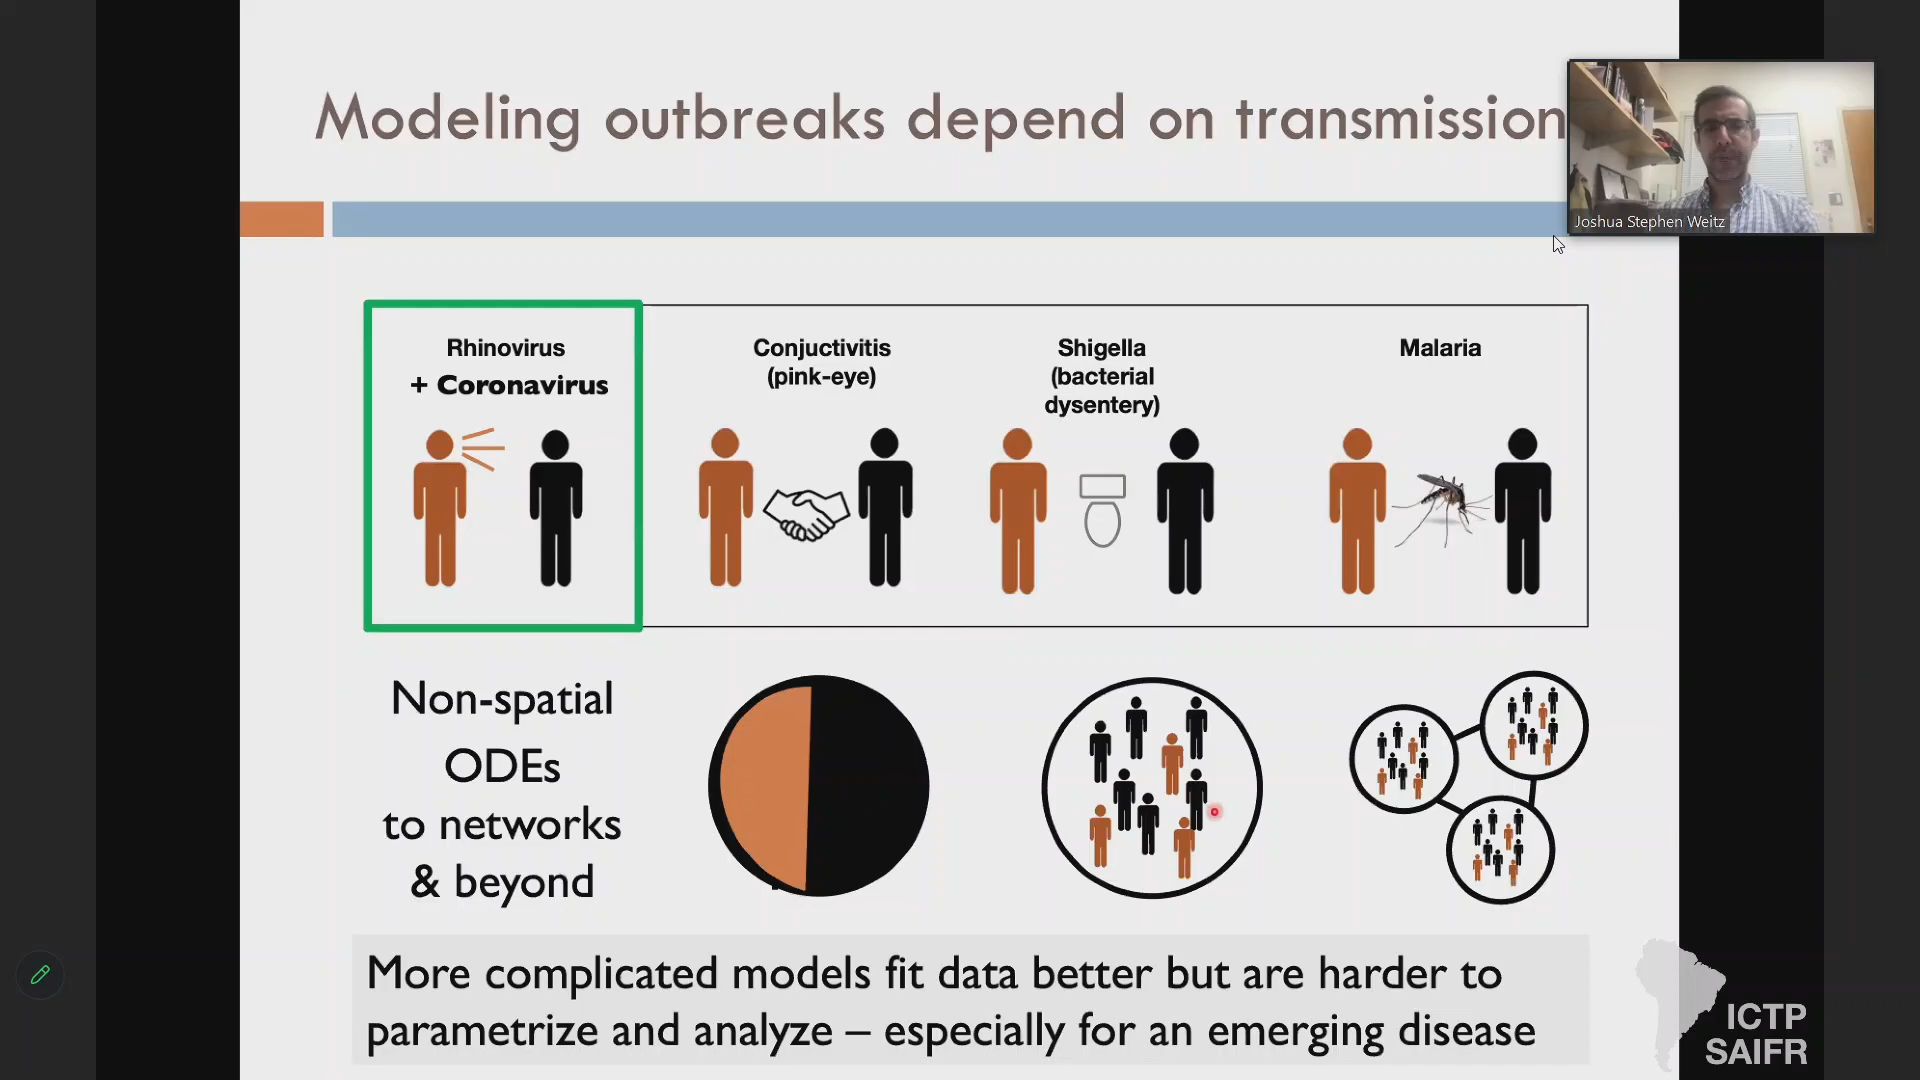 Modeling outbreaks depend on transmission
Joshua Stephen Weitz
Rhinovirus
+ Coronavirus
Conjuctivitis
(pink-eye)
Shigella
(bacterial
dysentery)
Malaria
Non-spatial
ODEs
to networks
& beyond
More complicated models fit data better but are harder to
parametrize and analyze – especially for an emerging disease
ICTP
SAIFR